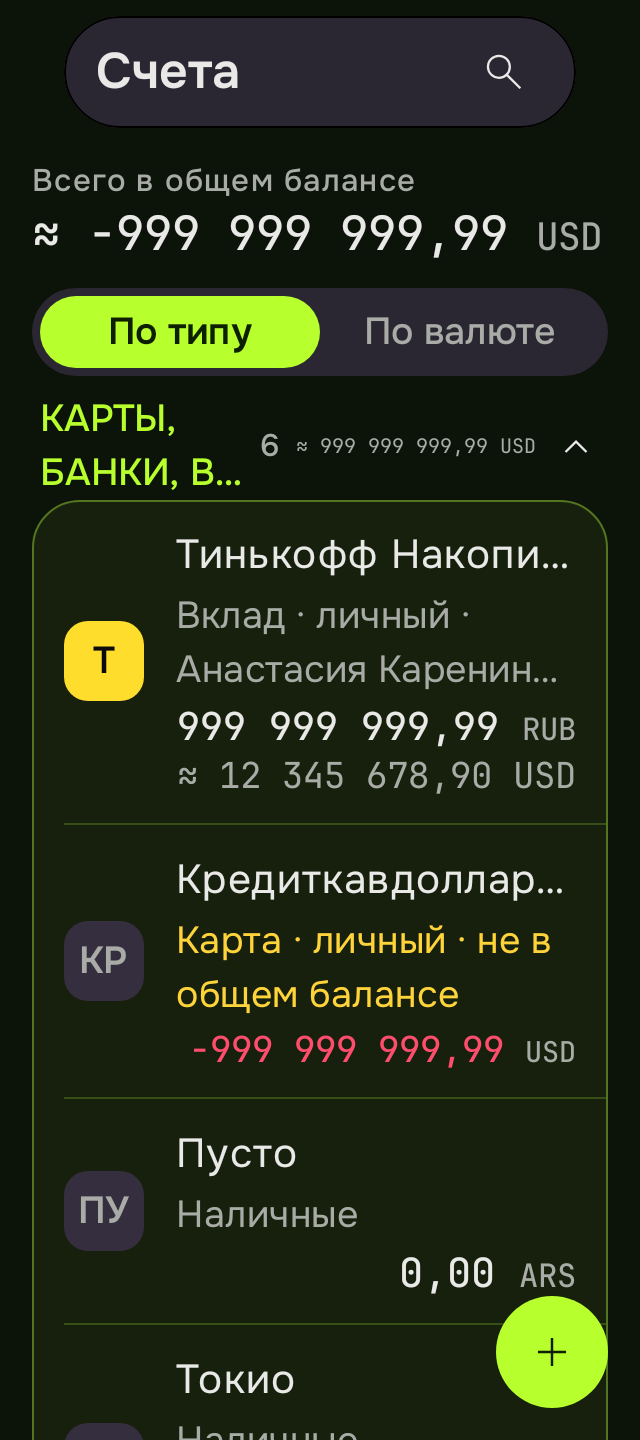 Счета
Всего в общем балансе
≈ -999 999 999,99 USD
По типу По валюте
КАРТЫ,
БАНКИ, В…
6 ≈ 999 999 999,99 USD
Тинькофф Накопи…
Вклад · личный ·
Анастасия Каренин…
Т
999 999 999,99 RUB
≈ 12 345 678,90 USD
Кредиткавдоллар…
Карта · личный · не в
КР
общем балансе
-999 999 999,99 USD
Пусто
ПУ
Наличные
0,00 ARS
Токио
Наличные